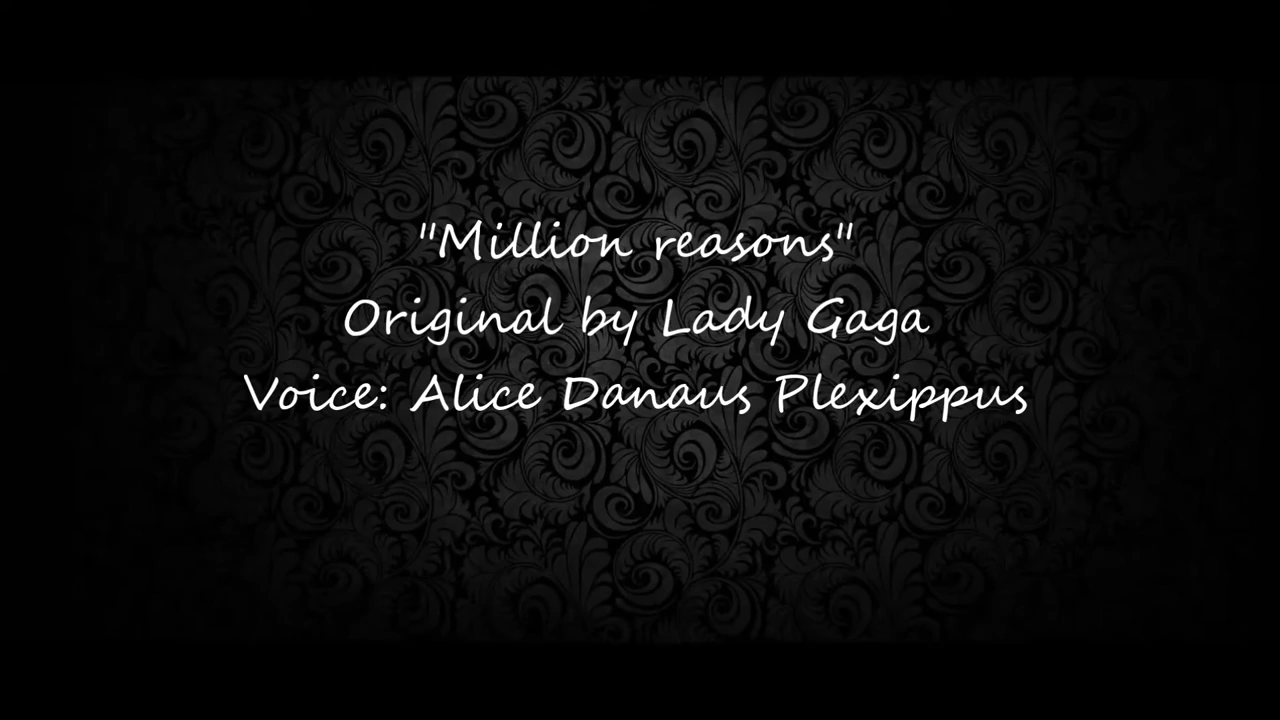 "Million reasons"
Original by Lady Gaga
Voice: Alice Danaus Plexippus